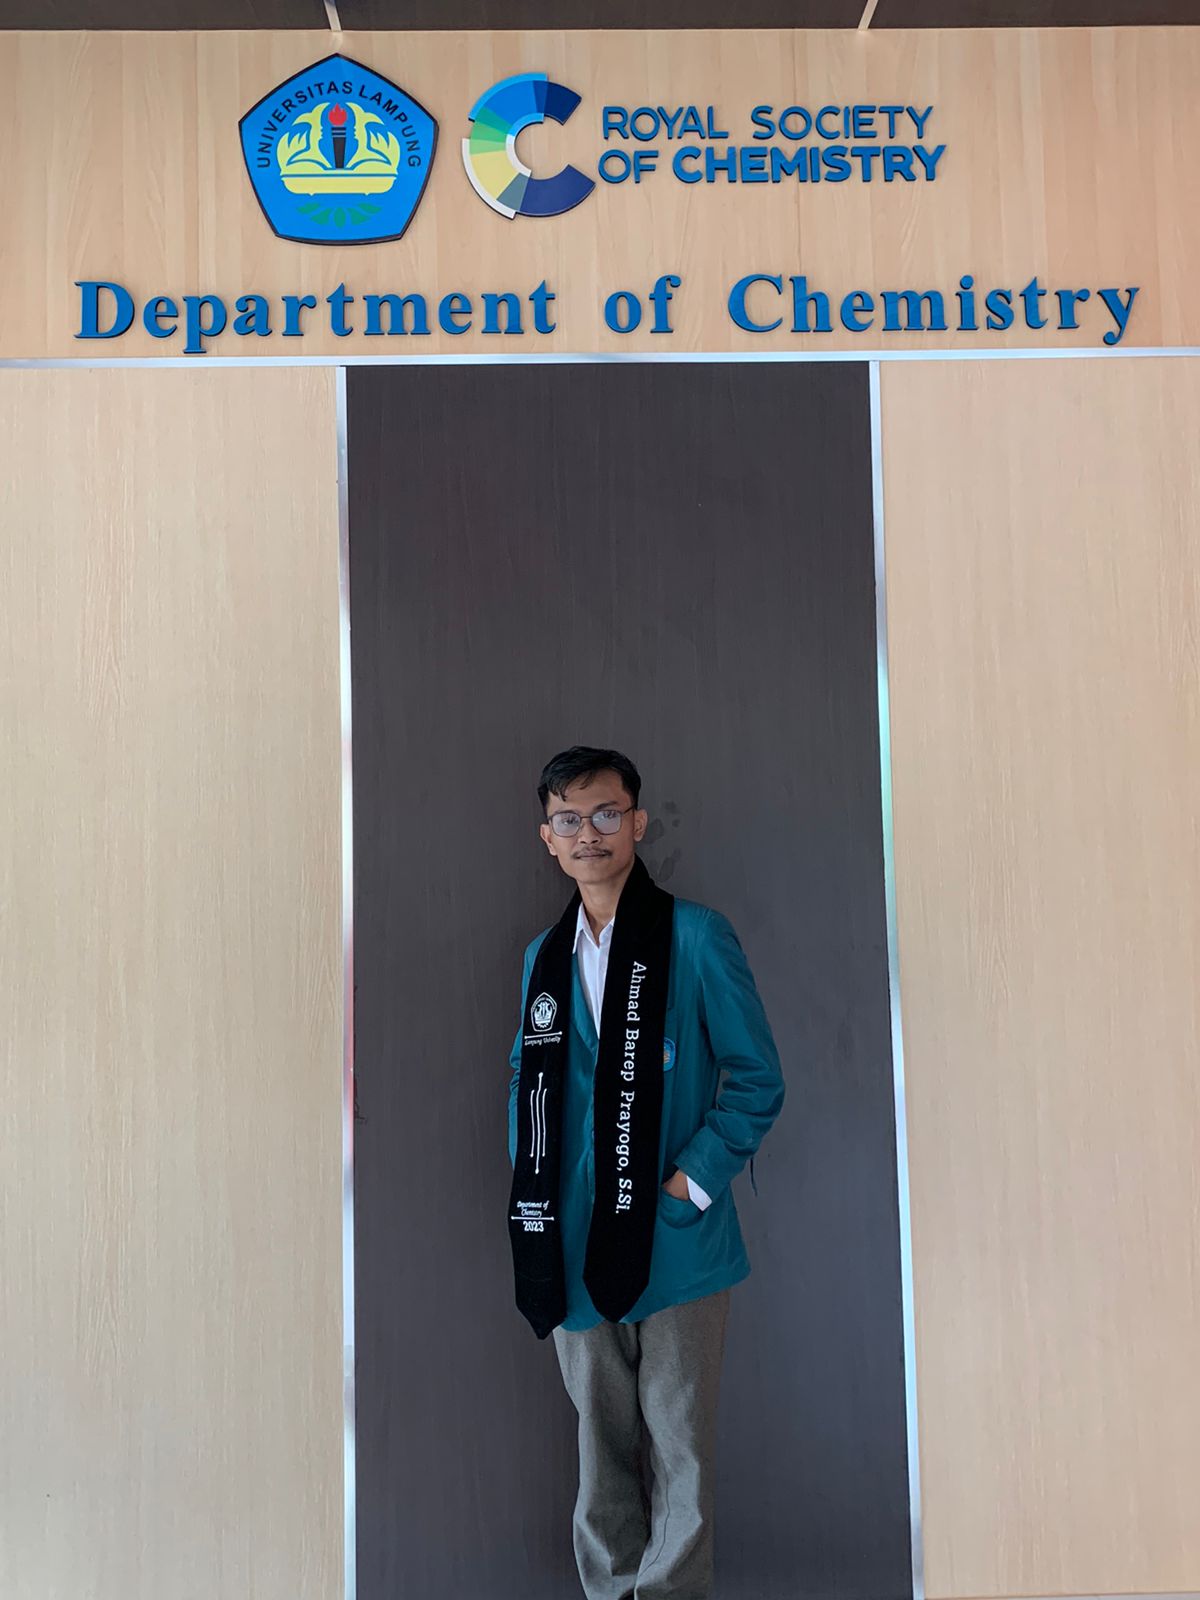 UNIVERSITAS LAMPUNG
ROYAL SOCIETY
OF CHEMISTRY
Department of Chemistry
Lampung University
Department of
Chemistry
2023
Ahmad Barep Prayogo, S.Si.